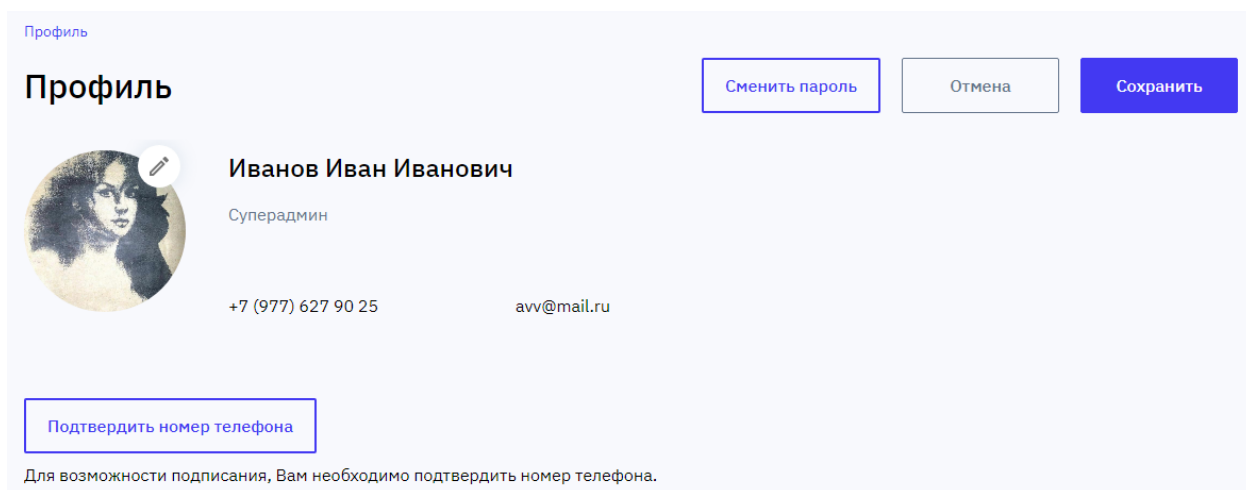 Профиль
Профиль
Сменить пароль
Отмена
Сохранить
Иванов Иван Иванович
Суперадмин
+7 (977) 627 90 25
avv@mail.ru
Подтвердить номер телефона
Для возможности подписания, Вам необходимо подтвердить номер телефона.